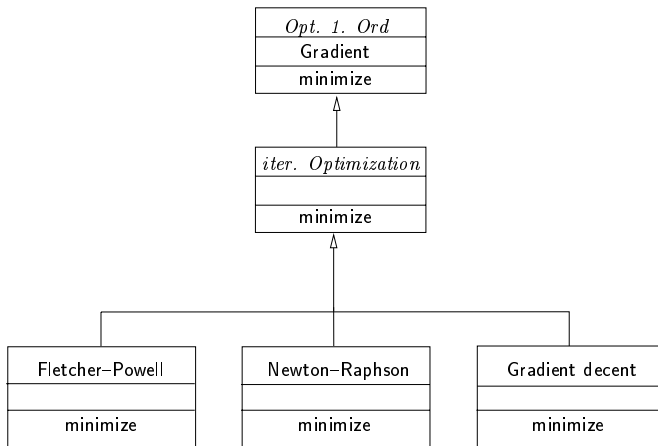 Opt. 1. Ord
Gradient
minimize
iter. Optimization
minimize
Fletcher–Powell
minimize
Newton–Raphson
minimize
Gradient decent
minimize